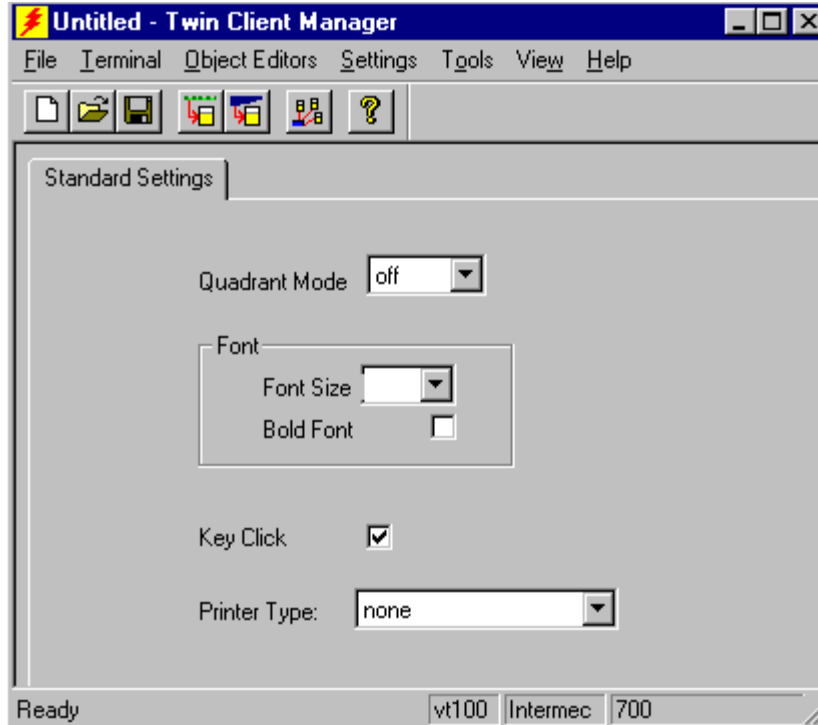 Untitled - Twin Client Manager
File Terminal Object Editors Settings Tools View Help
Standard Settings
Quadrant Mode off
Font
Font Size
Bold Font
Key Click
Printer Type: none
Ready vt100 Intermec 700